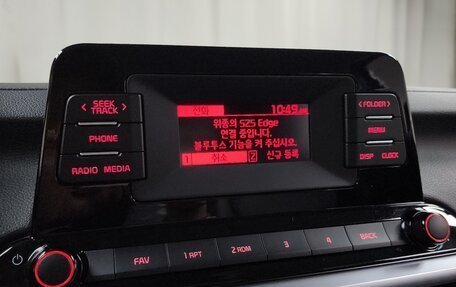 전화 10:49
위종의 S25 Edge
연결 중입니다.
블루투스 기능을 켜 주십시오.
1 취소 2 신규 등록
< SEEK TRACK >
PHONE
RADIO MEDIA
< FOLDER >
MENU
DISP CLOCK
FAV 1 RPT 2 RDM 3 4 BACK